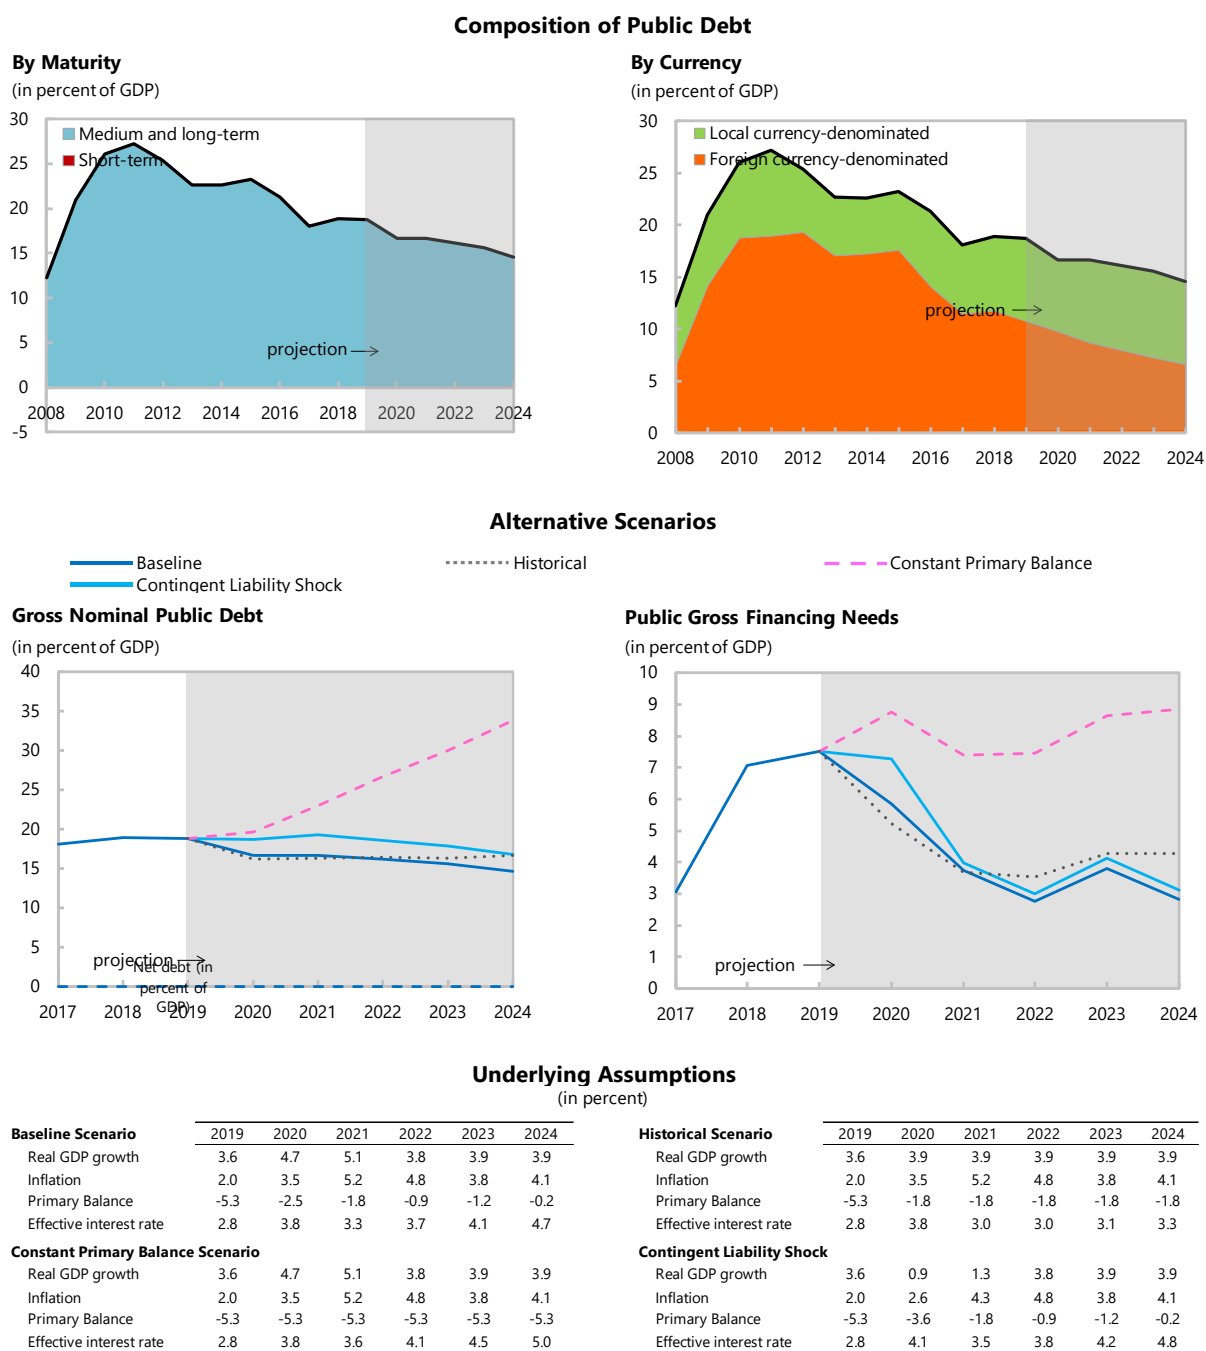 Composition of Public Debt
By Maturity
(in percent of GDP)
30
25
20
15
10
5
0
-5
Medium and long-term
Short-term
projection
2008 2010 2012 2014 2016 2018 2020 2022 2024
By Currency
(in percent of GDP)
30
25
20
15
10
5
0
Local currency-denominated
Foreign currency-denominated
projection
2008 2010 2012 2014 2016 2018 2020 2022 2024
Alternative Scenarios
Baseline
Historical
Constant Primary Balance
Contingent Liability Shock
Gross Nominal Public Debt
(in percent of GDP)
40
35
30
25
20
15
10
5
0
projection
Net debt (in
percent of
GDP)
2017 2018 2019 2020 2021 2022 2023 2024
Public Gross Financing Needs
(in percent of GDP)
10
9
8
7
6
5
4
3
2
1
0
projection
2017 2018 2019 2020 2021 2022 2023 2024
Underlying Assumptions
(in percent)
Baseline Scenario 2019 2020 2021 2022 2023 2024
Real GDP growth 3.6 4.7 5.1 3.8 3.9 3.9
Inflation 2.0 3.5 5.2 4.8 3.8 4.1
Primary Balance -5.3 -2.5 -1.8 -0.9 -1.2 -0.2
Effective interest rate 2.8 3.8 3.3 3.7 4.1 4.7
Constant Primary Balance Scenario
Real GDP growth 3.6 4.7 5.1 3.8 3.9 3.9
Inflation 2.0 3.5 5.2 4.8 3.8 4.1
Primary Balance -5.3 -5.3 -5.3 -5.3 -5.3 -5.3
Effective interest rate 2.8 3.8 3.6 4.1 4.5 5.0
Historical Scenario 2019 2020 2021 2022 2023 2024
Real GDP growth 3.6 3.9 3.9 3.9 3.9 3.9
Inflation 2.0 3.5 5.2 4.8 3.8 4.1
Primary Balance -5.3 -1.8 -1.8 -1.8 -1.8 -1.8
Effective interest rate 2.8 3.8 3.0 3.0 3.1 3.3
Contingent Liability Shock
Real GDP growth 3.6 0.9 1.3 3.8 3.9 3.9
Inflation 2.0 2.6 4.3 4.8 3.8 4.1
Primary Balance -5.3 -3.6 -1.8 -0.9 -1.2 -0.2
Effective interest rate 2.8 4.1 3.5 3.8 4.2 4.8